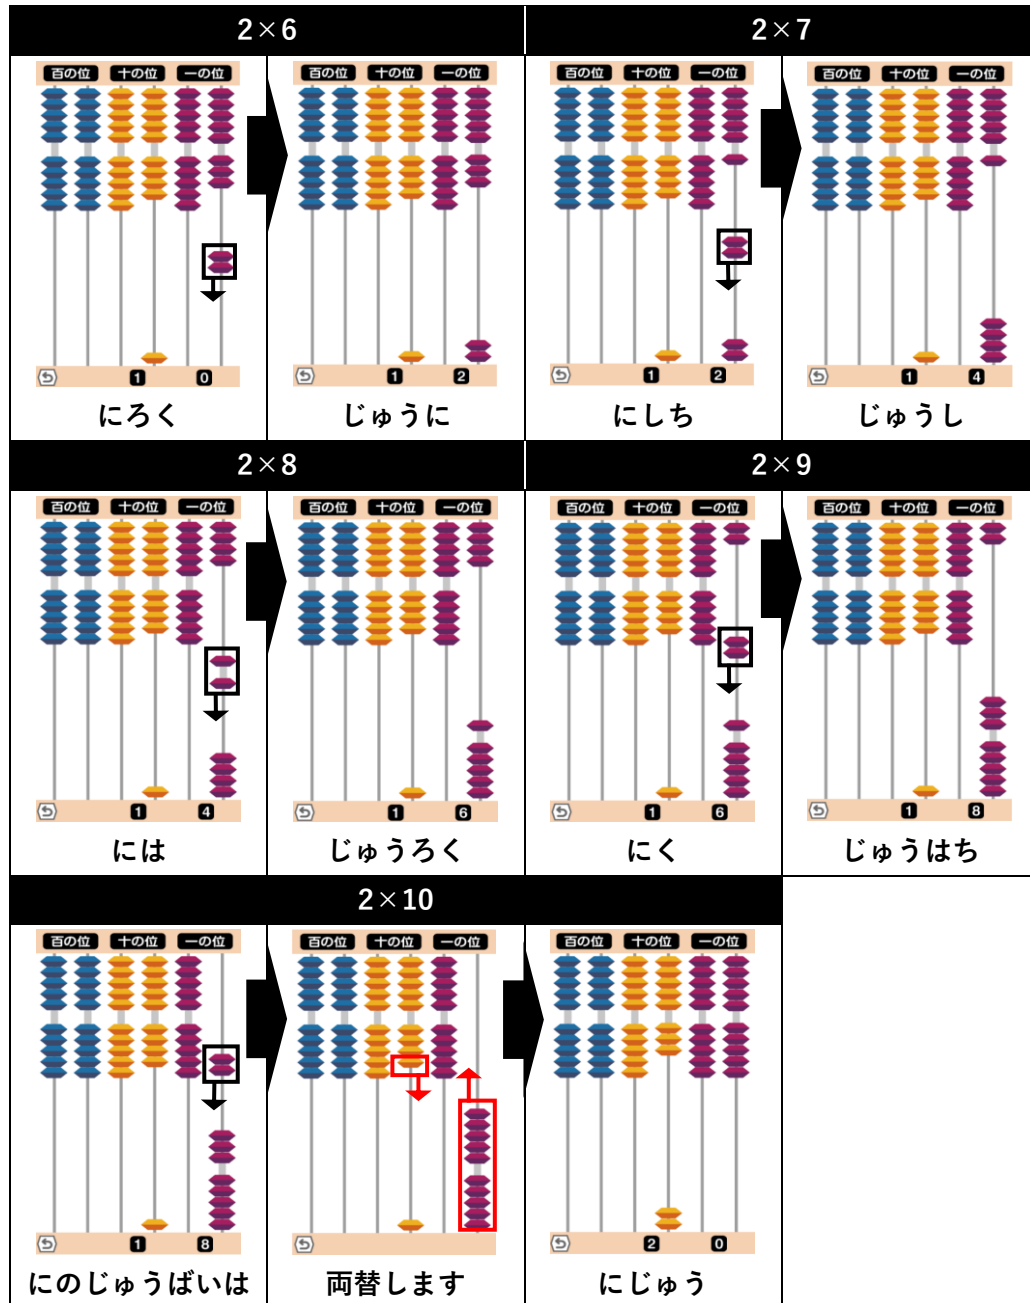 2×6 2×7
百の位 十の位 一の位 百の位 十の位 一の位 百の位 十の位 一の位 百の位 十の位 一の位
1 0 1 2 1 2 1 4
にろく じゅうに にしち じゅうし
2×8 2×9
百の位 十の位 一の位 百の位 十の位 一の位 百の位 十の位 一の位 百の位 十の位 一の位
1 4 1 6 1 6 1 8
には じゅうろく にく じゅうはち
2×10
百の位 十の位 一の位 百の位 十の位 一の位 百の位 十の位 一の位
1 8 2 0
にのじゅうばいは 両替します にじゅう